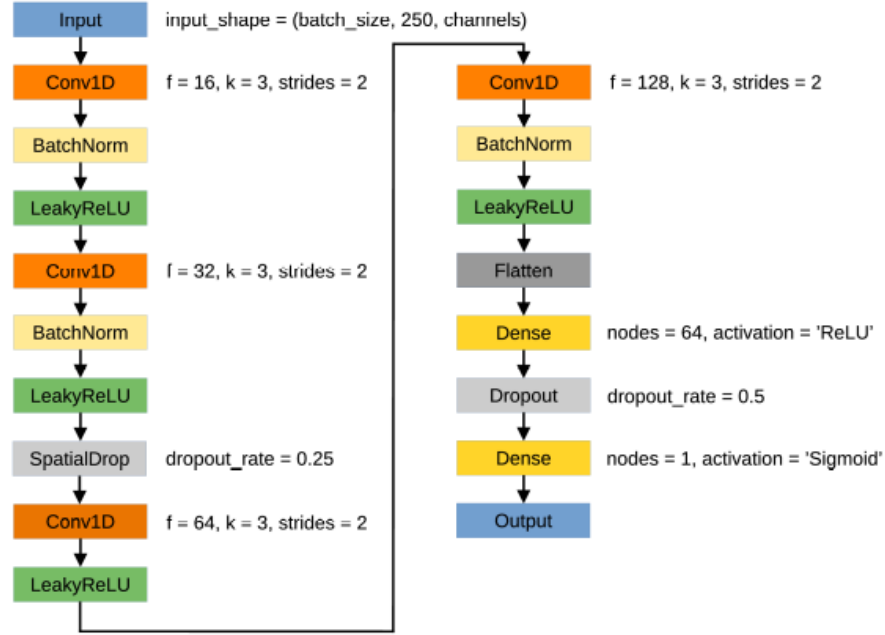 Input
input_shape = (batch_size, 250, channels)
Conv1D
f = 16, k = 3, strides = 2
BatchNorm
LeakyReLU
Conv1D
f = 32, k = 3, strides = 2
BatchNorm
LeakyReLU
SpatialDrop
dropout_rate = 0.25
Conv1D
f = 64, k = 3, strides = 2
LeakyReLU
Conv1D
f = 128, k = 3, strides = 2
BatchNorm
LeakyReLU
Flatten
Dense
nodes = 64, activation = 'ReLU'
Dropout
dropout_rate = 0.5
Dense
nodes = 1, activation = 'Sigmoid'
Output